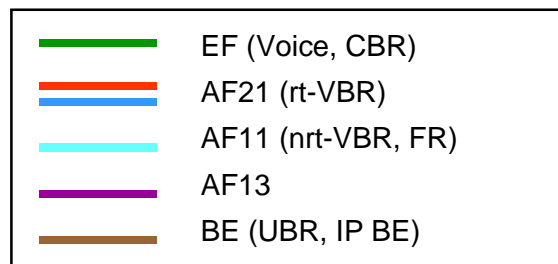 EF (Voice, CBR)
AF21 (rt-VBR)
AF11 (nrt-VBR, FR)
AF13
BE (UBR, IP BE)